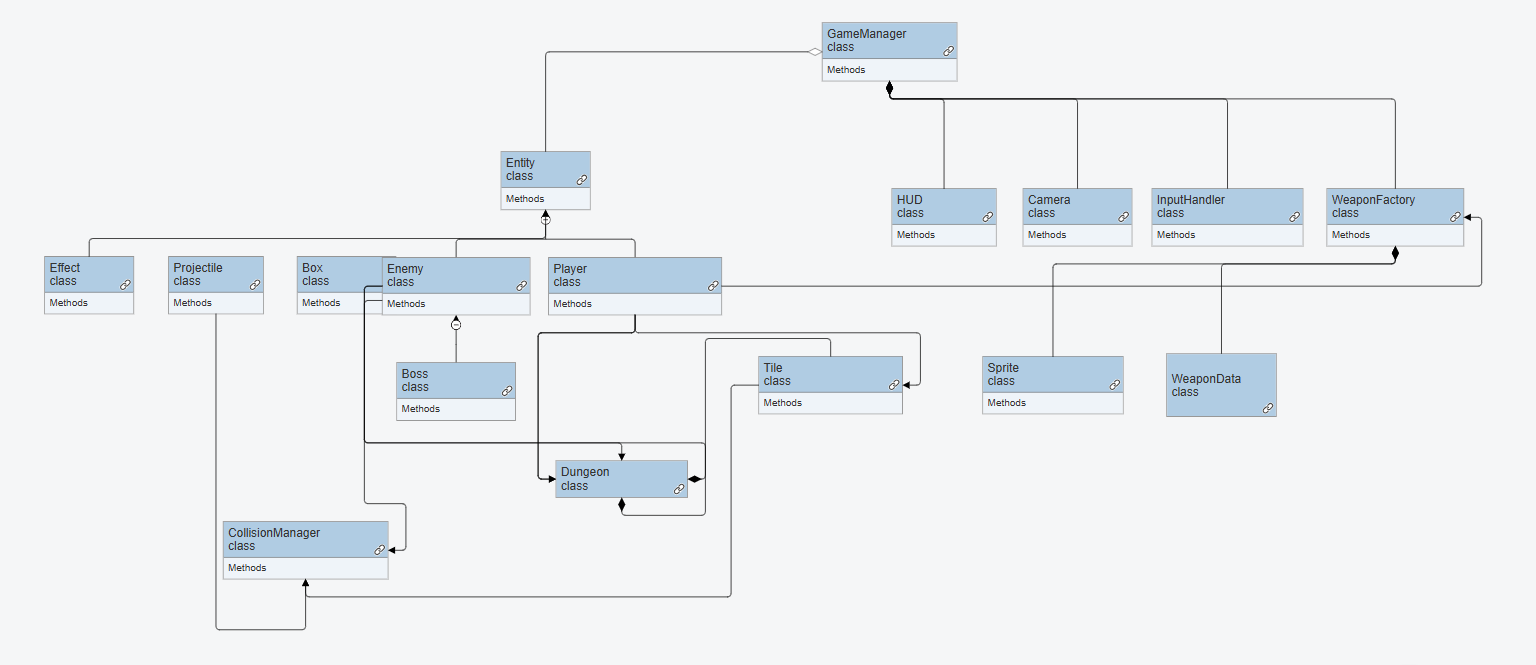 GameManager
class
Methods
Entity
class
Methods
HUD
class
Methods
Camera
class
Methods
InputHandler
class
Methods
WeaponFactory
class
Methods
Effect
class
Methods
Projectile
class
Methods
Box
class
Methods
Enemy
class
Methods
Player
class
Methods
Boss
class
Methods
Tile
class
Methods
Sprite
class
Methods
WeaponData
class
Dungeon
class
CollisionManager
class
Methods